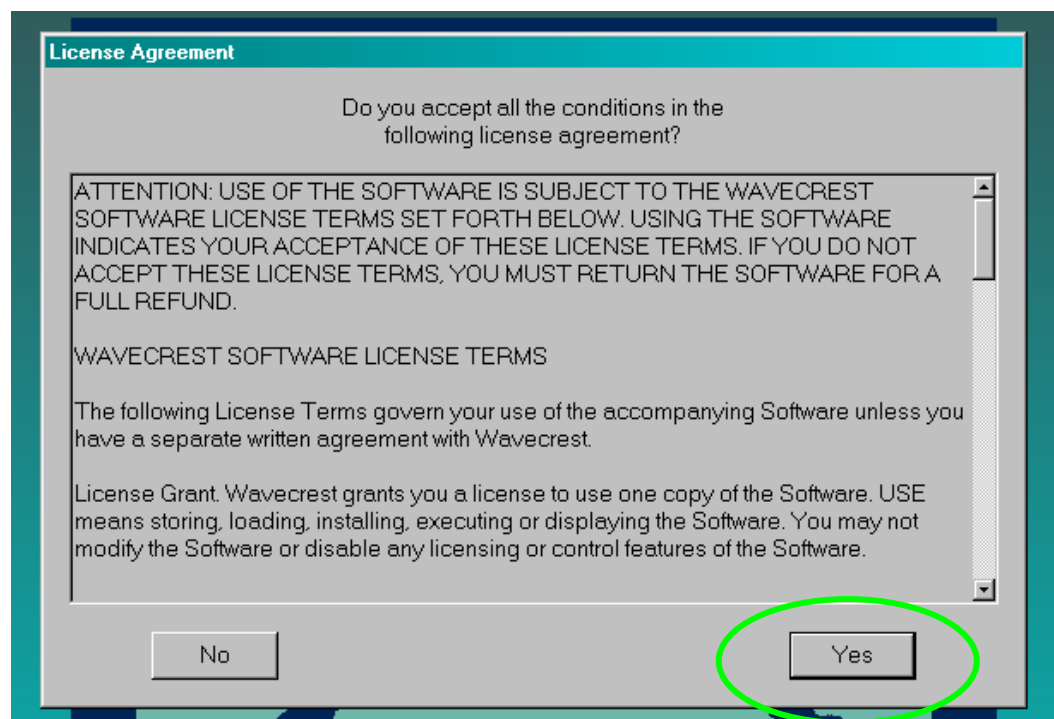 License Agreement
Do you accept all the conditions in the
following license agreement?
ATTENTION: USE OF THE SOFTWARE IS SUBJECT TO THE WAVECREST
SOFTWARE LICENSE TERMS SET FORTH BELOW. USING THE SOFTWARE
INDICATES YOUR ACCEPTANCE OF THESE LICENSE TERMS. IF YOU DO NOT
ACCEPT THESE LICENSE TERMS, YOU MUST RETURN THE SOFTWARE FOR A
FULL REFUND.
WAVECREST SOFTWARE LICENSE TERMS
The following License Terms govern your use of the accompanying Software unless you
have a separate written agreement with Wavecrest.
License Grant. Wavecrest grants you a license to use one copy of the Software. USE
means storing, loading, installing, executing or displaying the Software. You may not
modify the Software or disable any licensing or control features of the Software.
No
Yes